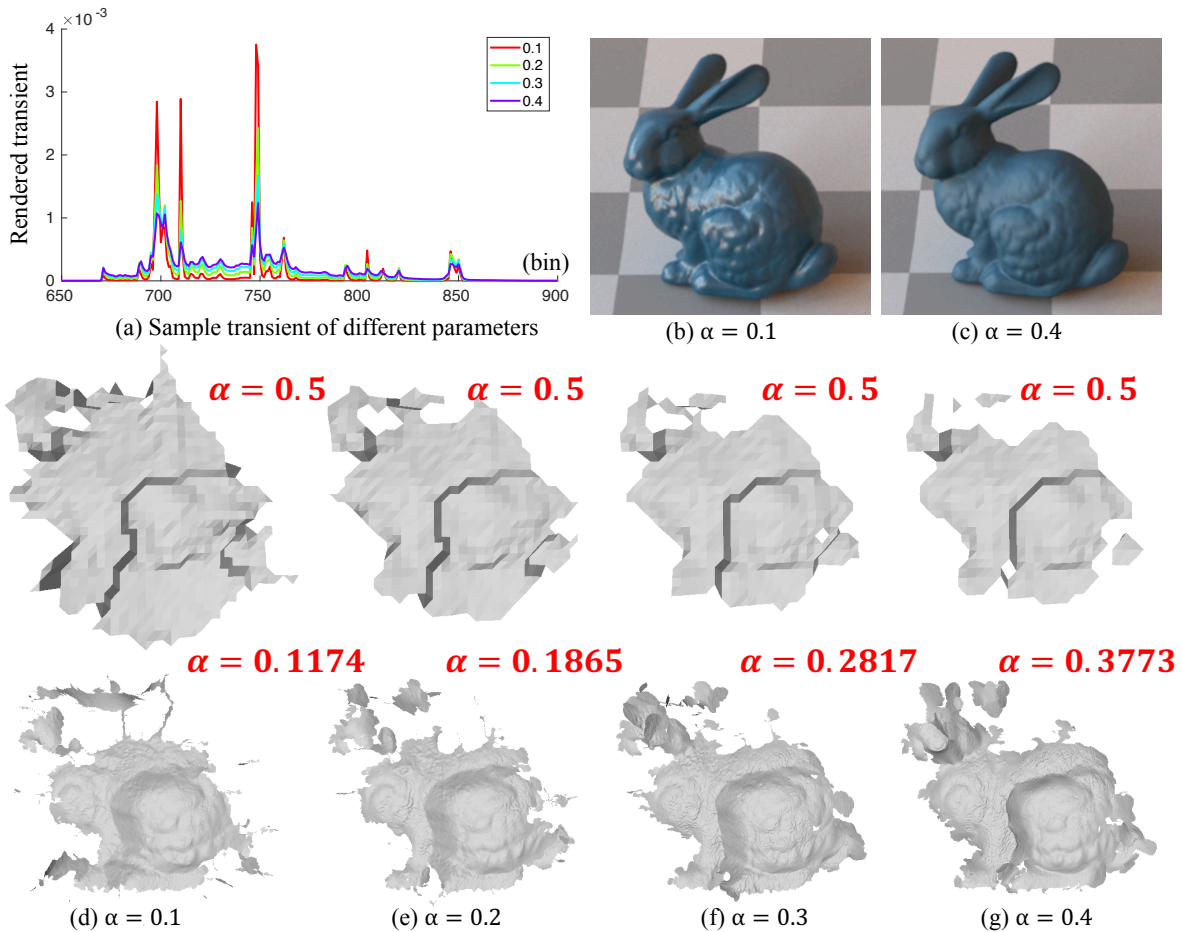 ×10⁻³
4
3
2
1
0
Rendered transient
0.1
0.2
0.3
0.4
(bin)
650 700 750 800 850 900
(a) Sample transient of different parameters
(b) α = 0.1
(c) α = 0.4
α = 0.5 α = 0.5 α = 0.5 α = 0.5
α = 0.1174 α = 0.1865 α = 0.2817 α = 0.3773
(d) α = 0.1
(e) α = 0.2
(f) α = 0.3
(g) α = 0.4